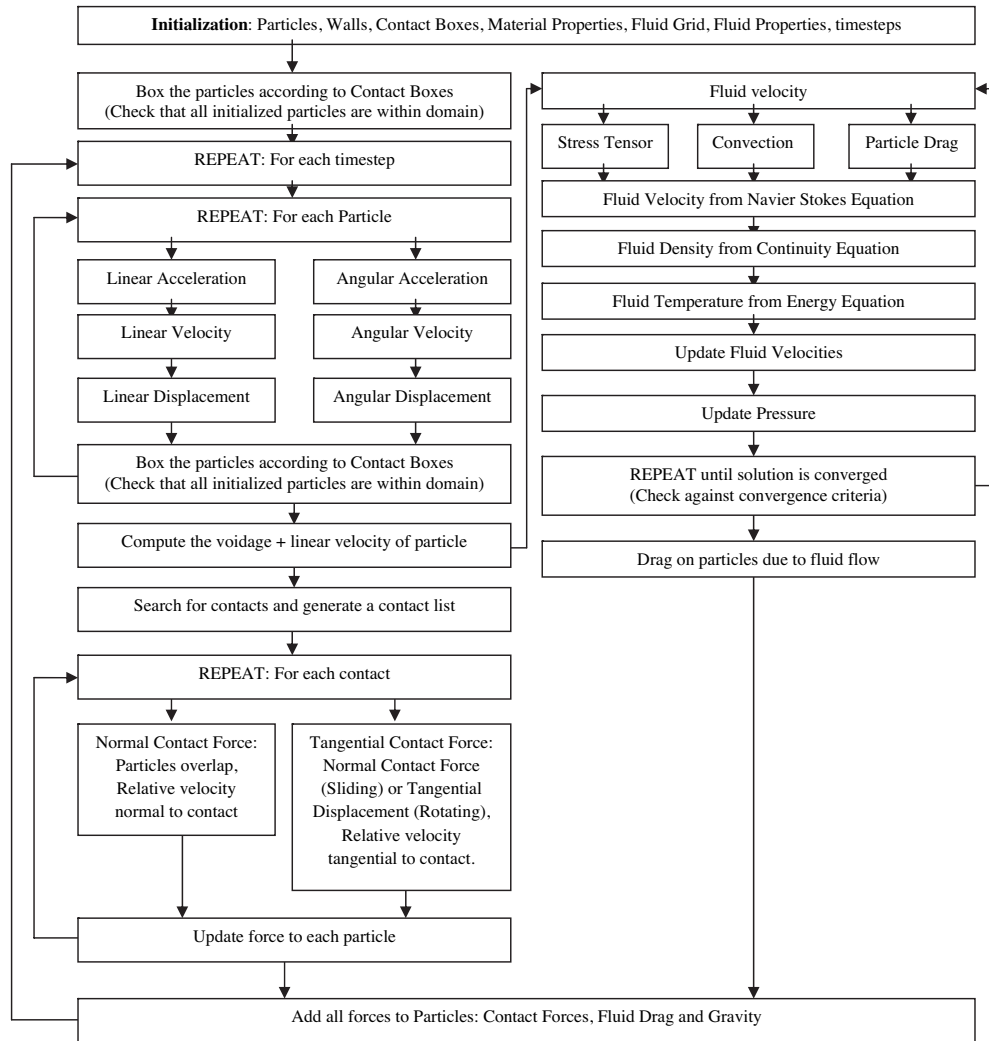 Initialization: Particles, Walls, Contact Boxes, Material Properties, Fluid Grid, Fluid Properties, timesteps
Box the particles according to Contact Boxes
(Check that all initialized particles are within domain)
REPEAT: For each timestep
REPEAT: For each Particle
Linear Acceleration
Angular Acceleration
Linear Velocity
Angular Velocity
Linear Displacement
Angular Displacement
Box the particles according to Contact Boxes
(Check that all initialized particles are within domain)
Compute the voidage + linear velocity of particle
Search for contacts and generate a contact list
REPEAT: For each contact
Normal Contact Force:
Particles overlap,
Relative velocity
normal to contact
Tangential Contact Force:
Normal Contact Force
(Sliding) or Tangential
Displacement (Rotating),
Relative velocity
tangential to contact.
Update force to each particle
Fluid velocity
Stress Tensor
Convection
Particle Drag
Fluid Velocity from Navier Stokes Equation
Fluid Density from Continuity Equation
Fluid Temperature from Energy Equation
Update Fluid Velocities
Update Pressure
REPEAT until solution is converged
(Check against convergence criteria)
Drag on particles due to fluid flow
Add all forces to Particles: Contact Forces, Fluid Drag and Gravity